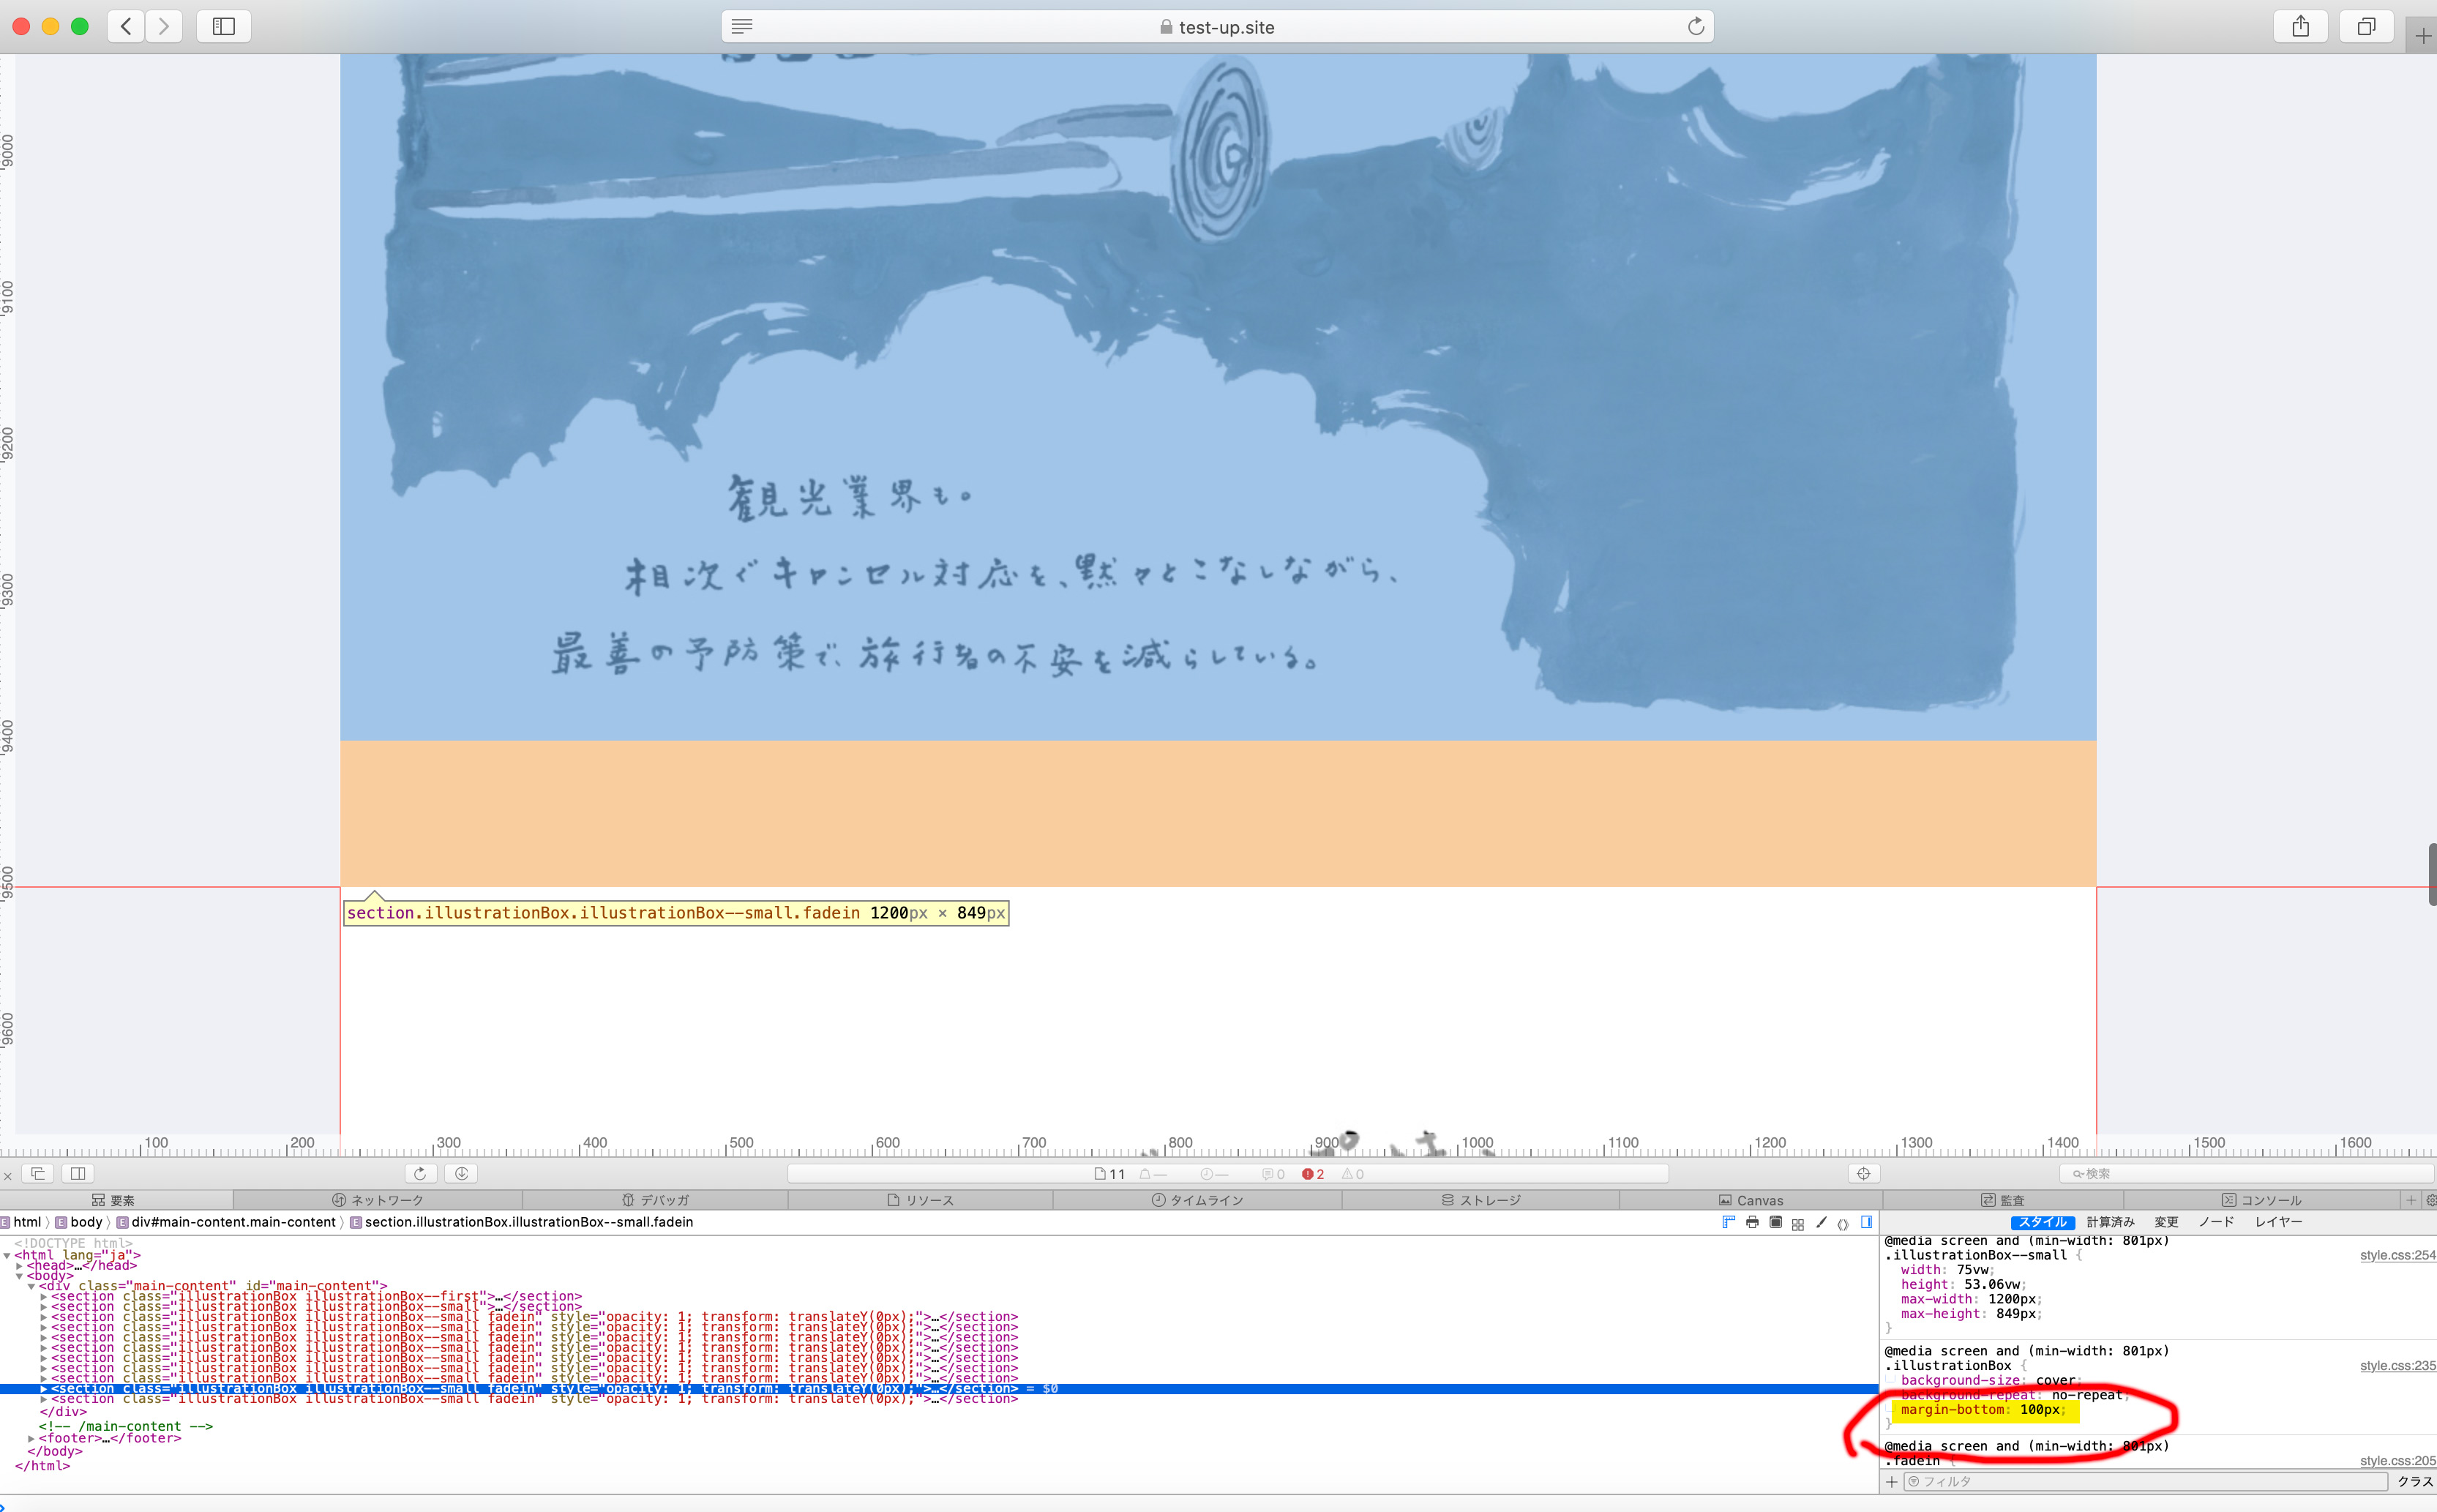 test-up.site
観光業界も。
相次ぐキャンセル対応を、黙々とこなしながら、
最善の予防策で、旅行者の不安を減らしている。
9000
9100
9200
9300
9400
9500
9600
section.illustrationBox.illustrationBox--small.fadein 1200px × 849px
100 200 300 400 500 600 700 800 900 1000 1100 1200 1300 1400 1500 1600
11 — — 0 2 0
検索
要素 ネットワーク デバッガ リソース タイムライン ストレージ Canvas 監査 コンソール
E html 〉 E body 〉 E div#main-content.main-content 〉 E section.illustrationBox.illustrationBox--small.fadein
スタイル 計算済み 変更 ノード レイヤー
<!DOCTYPE html>
<html lang="ja">
<head>…</head>
<body>
<div class="main-content" id="main-content">
<section class="illustrationBox illustrationBox--first">…</section>
<section class="illustrationBox illustrationBox--small">…</section>
<section class="illustrationBox illustrationBox--small fadein" style="opacity: 1; transform: translateY(0px);">…</section>
<section class="illustrationBox illustrationBox--small fadein" style="opacity: 1; transform: translateY(0px);">…</section>
<section class="illustrationBox illustrationBox--small fadein" style="opacity: 1; transform: translateY(0px);">…</section>
<section class="illustrationBox illustrationBox--small fadein" style="opacity: 1; transform: translateY(0px);">…</section>
<section class="illustrationBox illustrationBox--small fadein" style="opacity: 1; transform: translateY(0px);">…</section>
<section class="illustrationBox illustrationBox--small fadein" style="opacity: 1; transform: translateY(0px);">…</section>
<section class="illustrationBox illustrationBox--small fadein" style="opacity: 1; transform: translateY(0px);">…</section>
<section class="illustrationBox illustrationBox--small fadein" style="opacity: 1; transform: translateY(0px);">…</section> = $0
<section class="illustrationBox illustrationBox--small fadein" style="opacity: 1; transform: translateY(0px);">…</section>
</div>
<!-- /main-content -->
<footer>…</footer>
</body>
</html>
@media screen and (min-width: 801px)
.illustrationBox--small { style.css:254
width: 75vw;
height: 53.06vw;
max-width: 1200px;
max-height: 849px;
}
@media screen and (min-width: 801px)
.illustrationBox { style.css:235
background-size: cover;
background-repeat: no-repeat;
margin-bottom: 100px;
}
@media screen and (min-width: 801px)
.fadein { style.css:205
フィルタ クラス